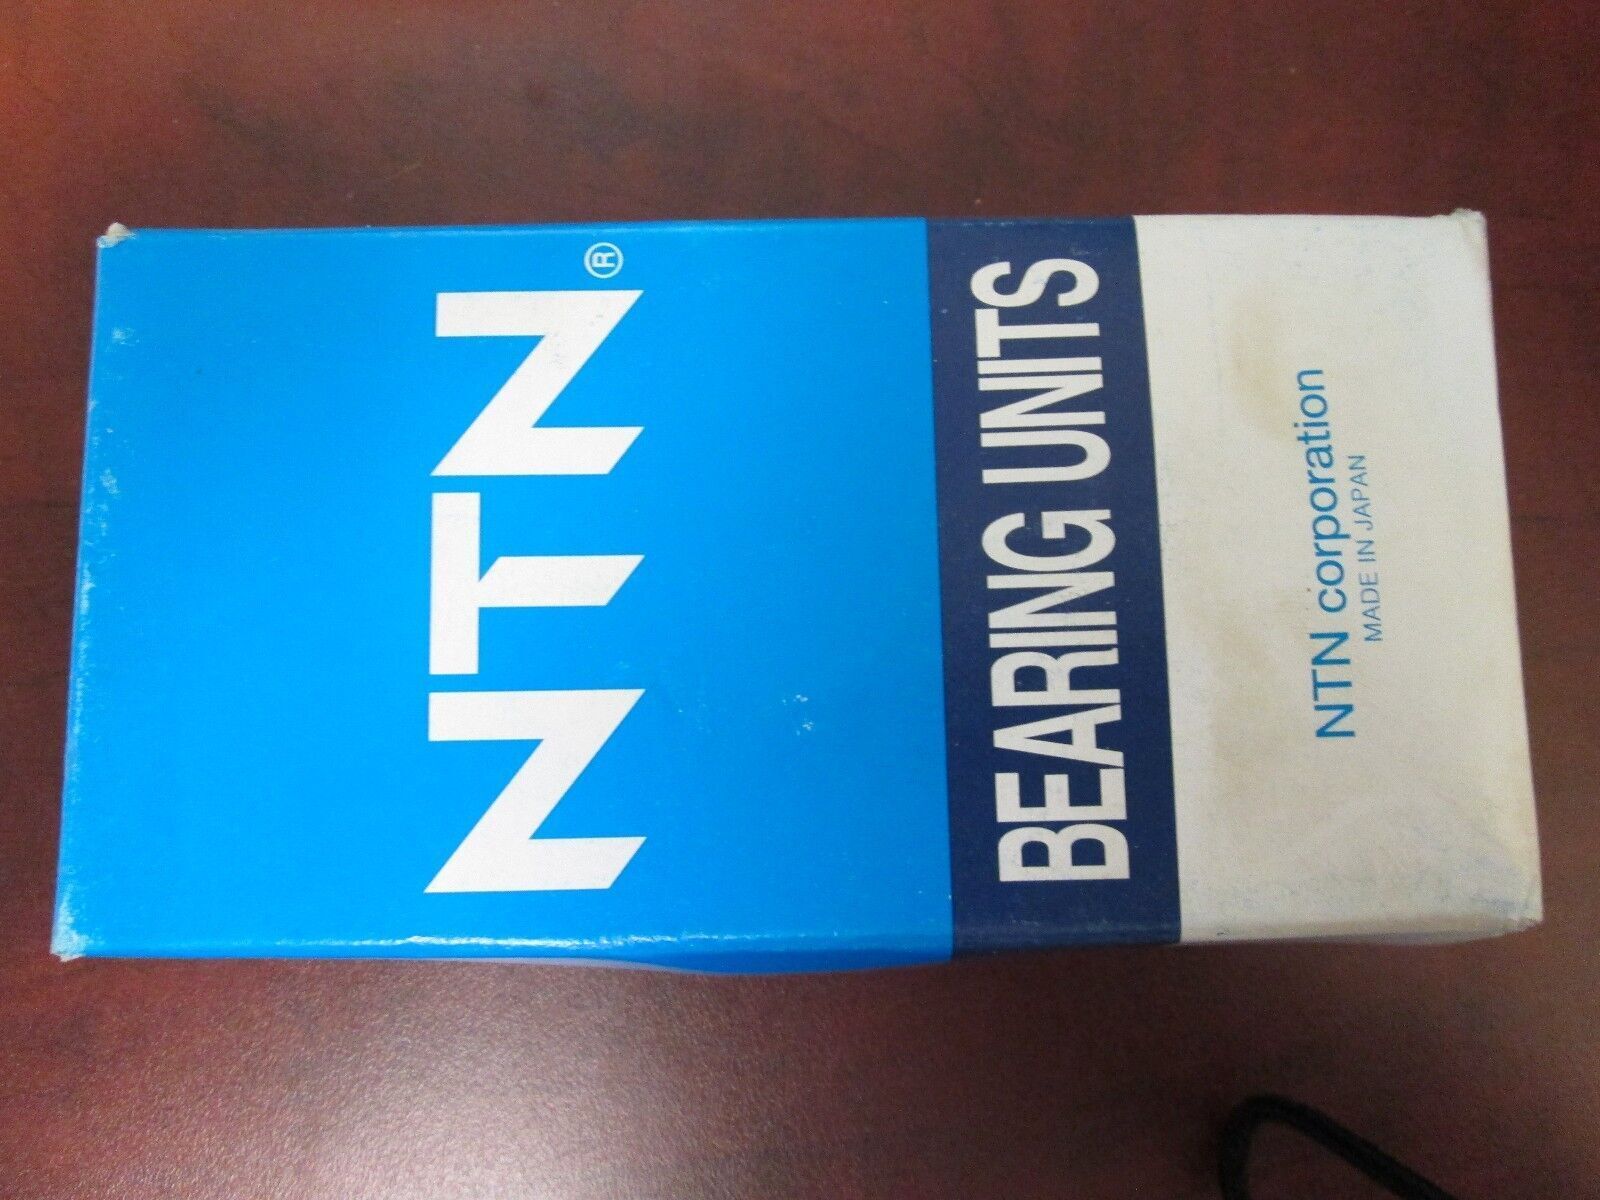 NTN®
BEARING UNITS
NTN corporation
MADE IN JAPAN